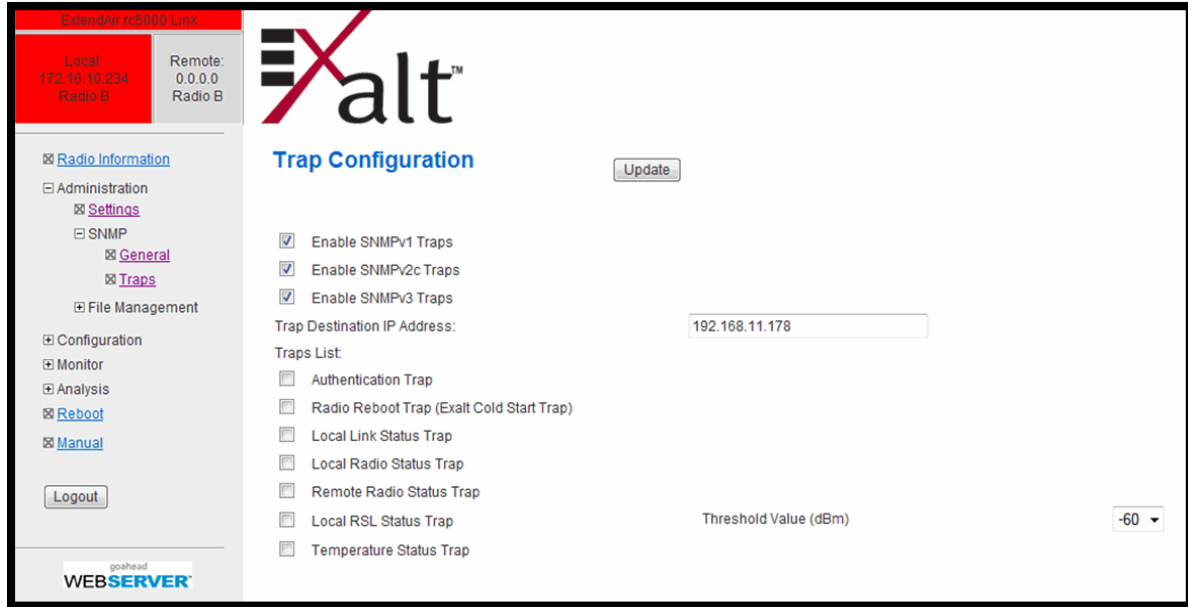 ExtendAir rc5000 Link
Local:
172.16.10.234
Radio B
Remote:
0.0.0.0
Radio B
Exalt™
Radio Information
Administration
Settings
SNMP
General
Traps
File Management
Configuration
Monitor
Analysis
Reboot
Manual
Logout
goahead
WEBSERVER
Trap Configuration
Update
Enable SNMPv1 Traps
Enable SNMPv2c Traps
Enable SNMPv3 Traps
Trap Destination IP Address: 192.168.11.178
Traps List:
Authentication Trap
Radio Reboot Trap (Exalt Cold Start Trap)
Local Link Status Trap
Local Radio Status Trap
Remote Radio Status Trap
Local RSL Status Trap Threshold Value (dBm) -60
Temperature Status Trap